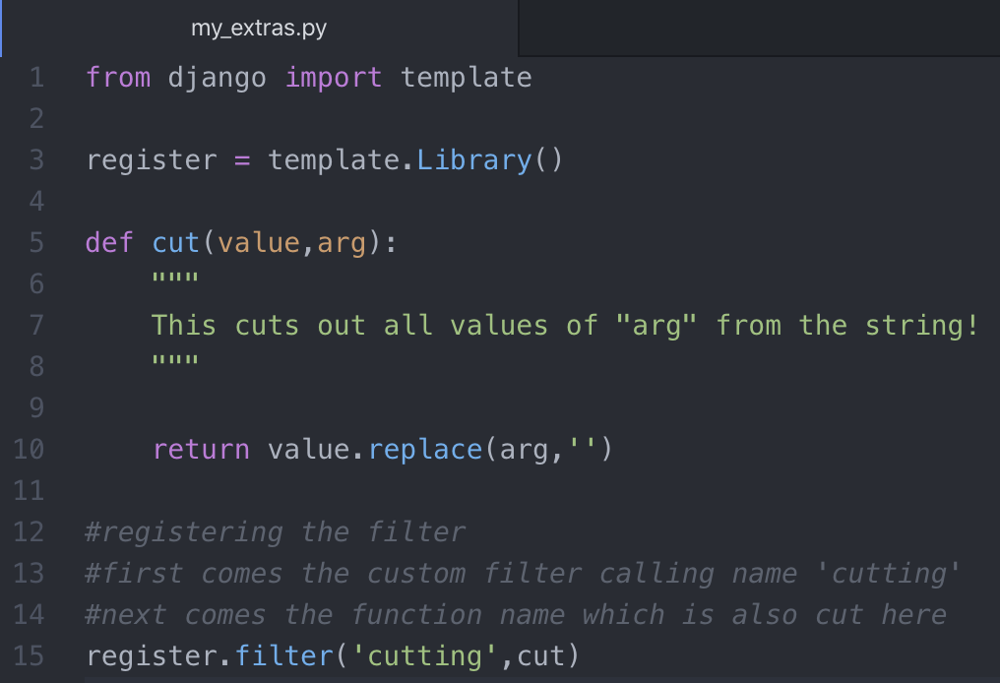 my_extras.py
1 from django import template
2
3 register = template.Library()
4
5 def cut(value,arg):
6     """
7     This cuts out all values of "arg" from the string!
8     """
9
10     return value.replace(arg,'')
11
12 #registering the filter
13 #first comes the custom filter calling name 'cutting'
14 #next comes the function name which is also cut here
15 register.filter('cutting',cut)